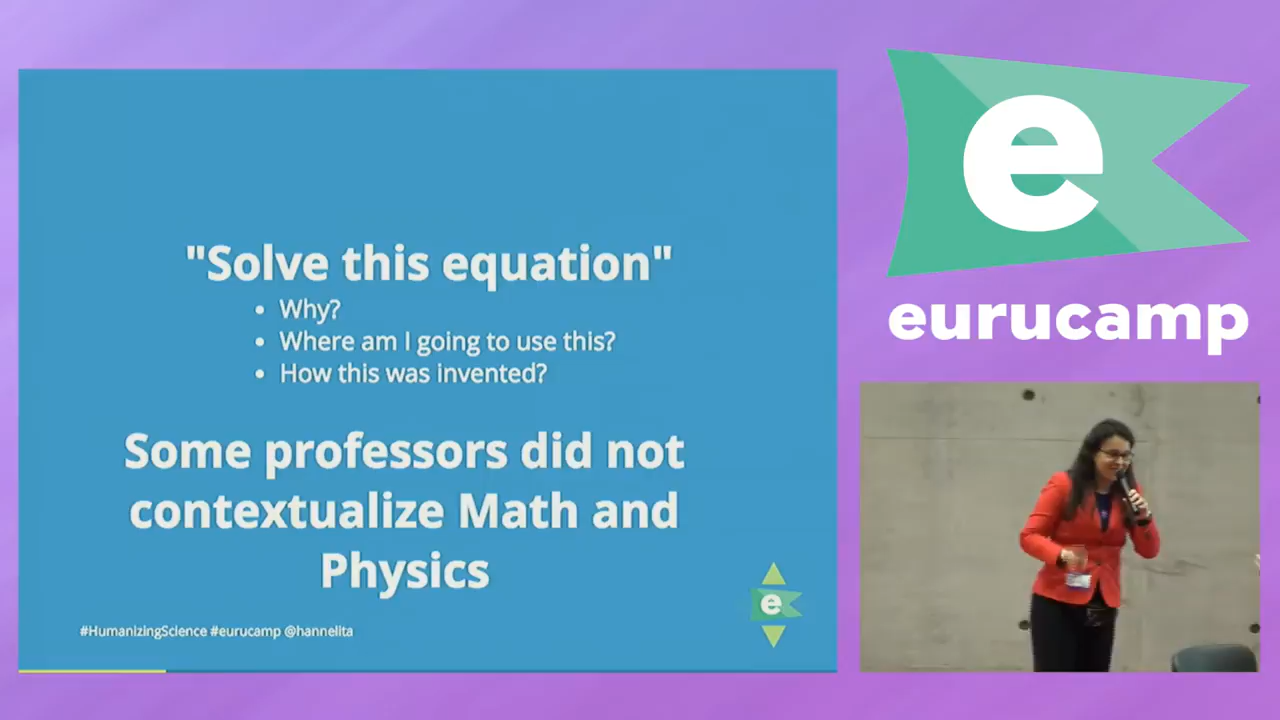 "Solve this equation"
• Why?
• Where am I going to use this?
• How this was invented?
Some professors did not
contextualize Math and
Physics
#HumanizingScience #eurucamp @hannelita
e
e
eurucamp